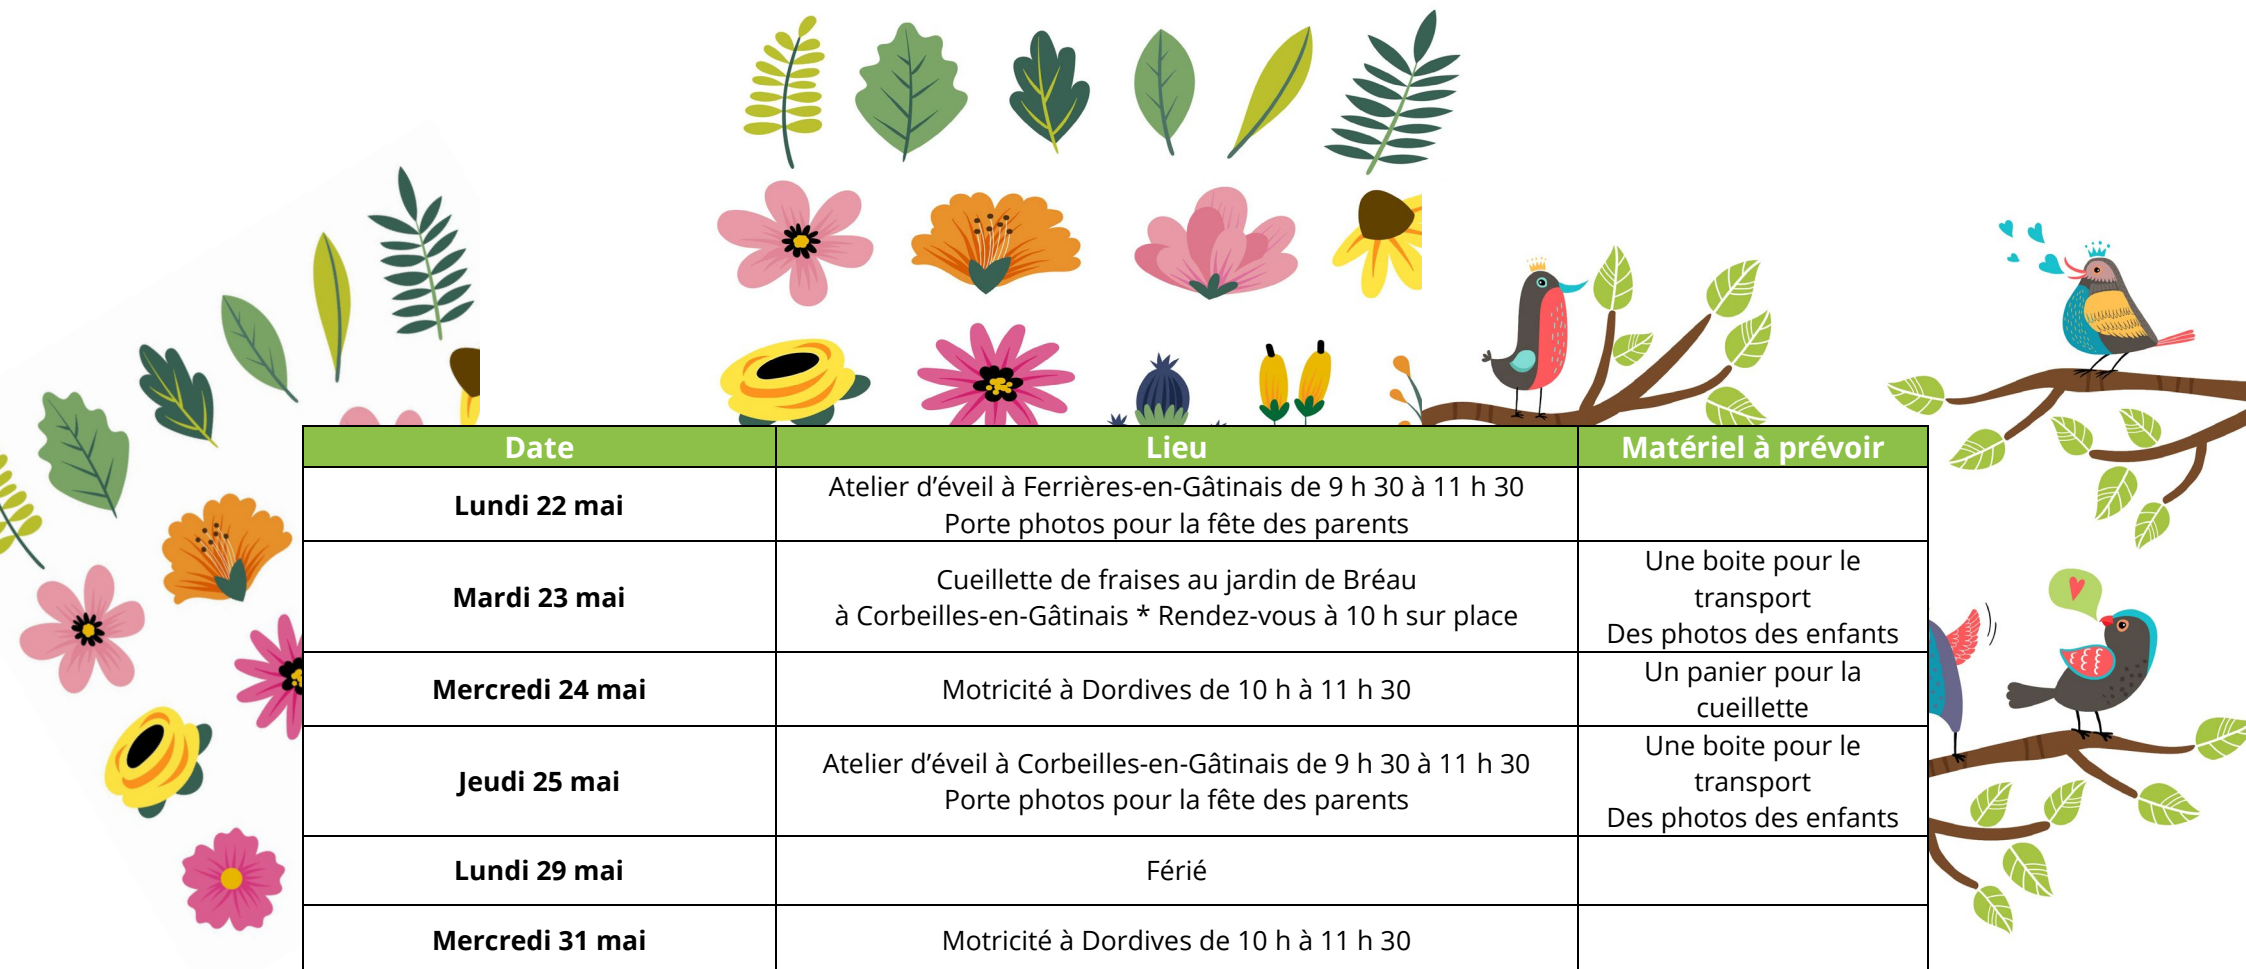 Date
Lieu
Matériel à prévoir
Lundi 22 mai
Atelier d’éveil à Ferrières-en-Gâtinais de 9 h 30 à 11 h 30
Porte photos pour la fête des parents
Mardi 23 mai
Cueillette de fraises au jardin de Bréau
à Corbeilles-en-Gâtinais * Rendez-vous à 10 h sur place
Une boite pour le
transport
Des photos des enfants
Mercredi 24 mai
Motricité à Dordives de 10 h à 11 h 30
Un panier pour la
cueillette
Jeudi 25 mai
Atelier d’éveil à Corbeilles-en-Gâtinais de 9 h 30 à 11 h 30
Porte photos pour la fête des parents
Une boite pour le
transport
Des photos des enfants
Lundi 29 mai
Férié
Mercredi 31 mai
Motricité à Dordives de 10 h à 11 h 30